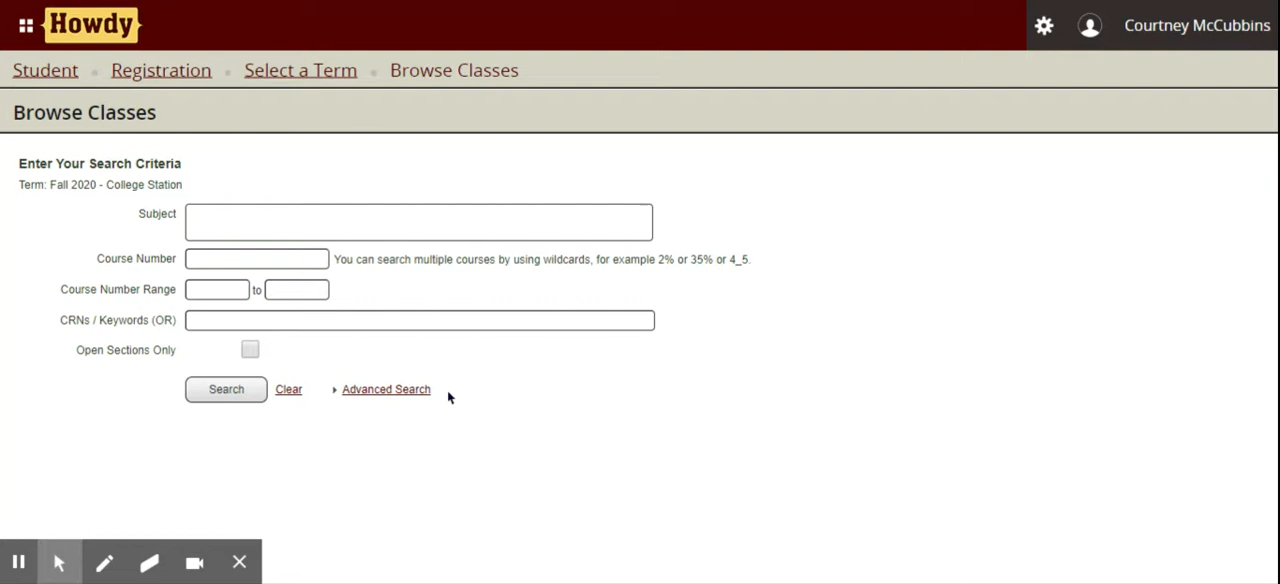 Howdy
Courtney McCubbins
Student Registration Select a Term Browse Classes
Browse Classes
Enter Your Search Criteria
Term: Fall 2020 - College Station
Subject
Course Number You can search multiple courses by using wildcards, for example 2% or 35% or 4_5.
Course Number Range to
CRNs / Keywords (OR)
Open Sections Only
Search Clear Advanced Search